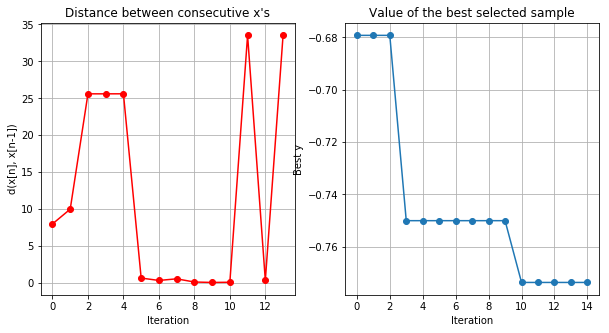 Distance between consecutive x's
35
30
25
20
15
10
5
0
d(x[n], x[n-1])
0 2 4 6 8 10 12
Iteration
Value of the best selected sample
−0.68
−0.70
−0.72
−0.74
−0.76
Best y
0 2 4 6 8 10 12 14
Iteration